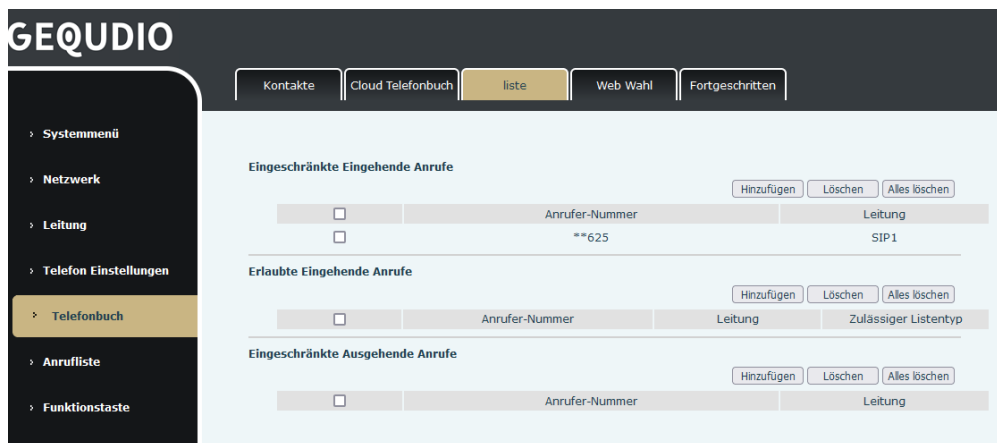 GEQUDIO
Kontakte Cloud Telefonbuch liste Web Wahl Fortgeschritten
› Systemmenü
› Netzwerk
› Leitung
› Telefon Einstellungen
› Telefonbuch
› Anrufliste
› Funktionstaste
Eingeschränkte Eingehende Anrufe
Hinzufügen Löschen Alles löschen
Anrufer-Nummer Leitung
**625 SIP1
Erlaubte Eingehende Anrufe
Hinzufügen Löschen Alles löschen
Anrufer-Nummer Leitung Zulässiger Listentyp
Eingeschränkte Ausgehende Anrufe
Hinzufügen Löschen Alles löschen
Anrufer-Nummer Leitung